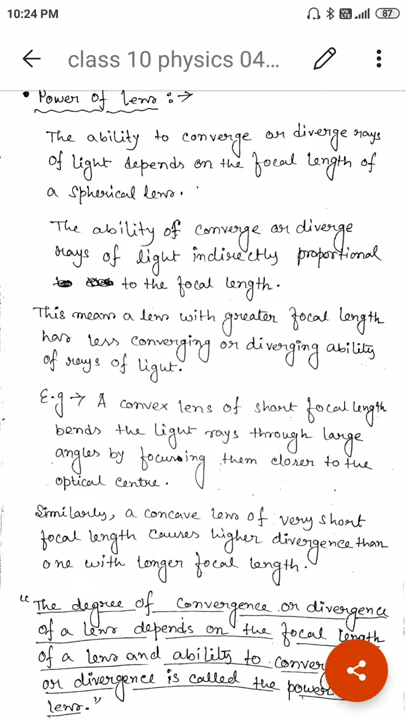 10:24 PM
87
class 10 physics 04...
• Power of lens :→
The ability to converge or diverge rays
of light depends on the focal length of
a spherical lens.
The ability of converge or diverge
rays of light indirectly proportional
to the focal length.
This means a lens with greater focal length
has less converging or diverging ability
of rays of light.
E.g → A convex lens of short focal length
bends the light rays through large
angles by focusing them closer to the
optical centre.
Similarly, a concave lens of very short
focal length causes higher divergence than
one with longer focal length.
"The degree of convergence or divergence
of a lens depends on the focal length
of a lens and ability to conver
or divergence is called the power
lens."